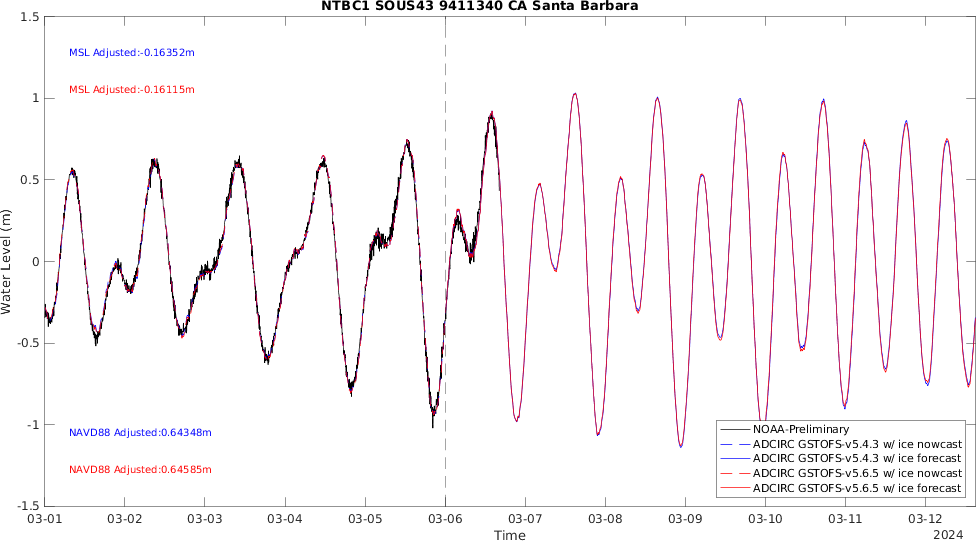 NTBC1 SOUS43 9411340 CA Santa Barbara
1.5
1
0.5
0
-0.5
-1
-1.5
Water Level (m)
MSL Adjusted:-0.16352m
MSL Adjusted:-0.16115m
NAVD88 Adjusted:0.64348m
NAVD88 Adjusted:0.64585m
NOAA-Preliminary
ADCIRC GSTOFS-v5.4.3 w/ ice nowcast
ADCIRC GSTOFS-v5.4.3 w/ ice forecast
ADCIRC GSTOFS-v5.6.5 w/ ice nowcast
ADCIRC GSTOFS-v5.6.5 w/ ice forecast
03-01 03-02 03-03 03-04 03-05 03-06 03-07 03-08 03-09 03-10 03-11 03-12
Time
2024